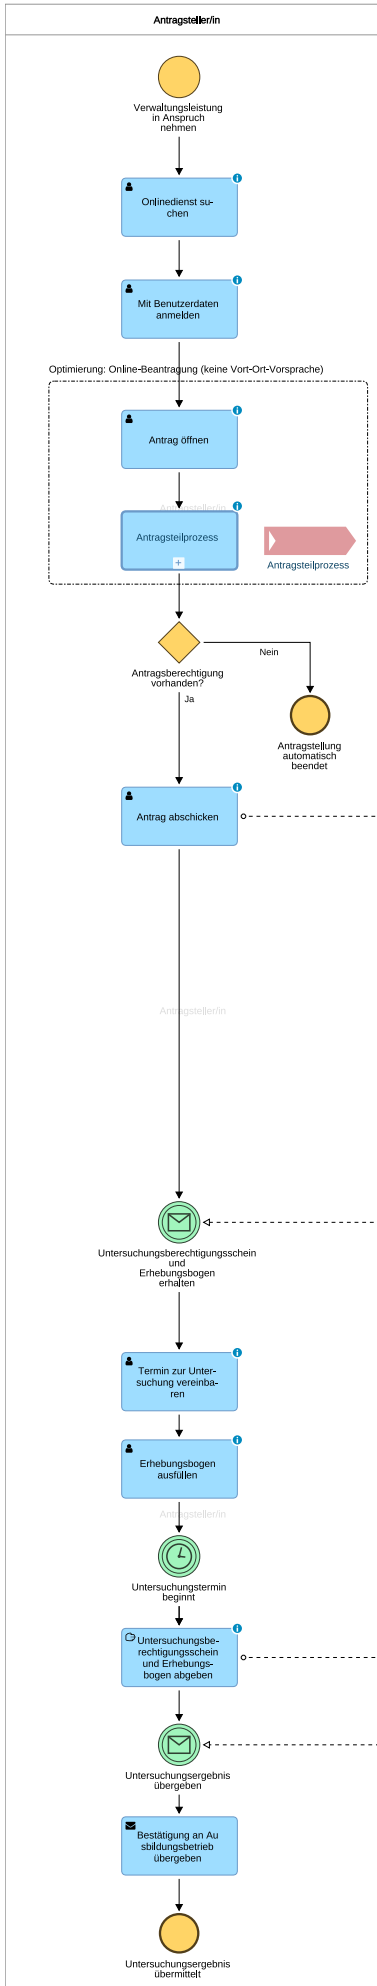 Antragsteller/in
Verwaltungsleistung
in Anspruch
nehmen
Onlinedienst su-
chen
Mit Benutzerdaten
anmelden
Optimierung: Online-Beantragung (keine Vort-Ort-Vorsprache)
Antrag öffnen
Antragsteller/in
Antragsteilprozess
Antragsteilprozess
Antragsberechtigung
vorhanden?
Nein
Ja
Antragstellung
automatisch
beendet
Antrag abschicken
Antragsteller/in
Untersuchungsberechtigungsschein
und
Erhebungsbogen
erhalten
Termin zur Unter-
suchung vereinba-
ren
Erhebungsbogen
ausfüllen
Antragsteller/in
Untersuchungstermin
beginnt
Untersuchungsbe-
rechtigungsschein
und Erhebungs-
bogen abgeben
Untersuchungsergebnis
übergeben
Bestätigung an Au
sbildungsbetrieb
übergeben
Untersuchungsergebnis
übermittelt